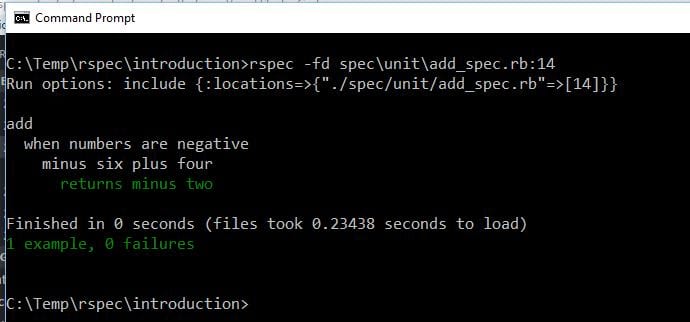 Command Prompt
C:\Temp\rspec\introduction>rspec -fd spec\unit\add_spec.rb:14
Run options: include {:locations=>{"./spec/unit/add_spec.rb"=>[14]}}
add
when numbers are negative
minus six plus four
returns minus two
Finished in 0 seconds (files took 0.23438 seconds to load)
1 example, 0 failures
C:\Temp\rspec\introduction>